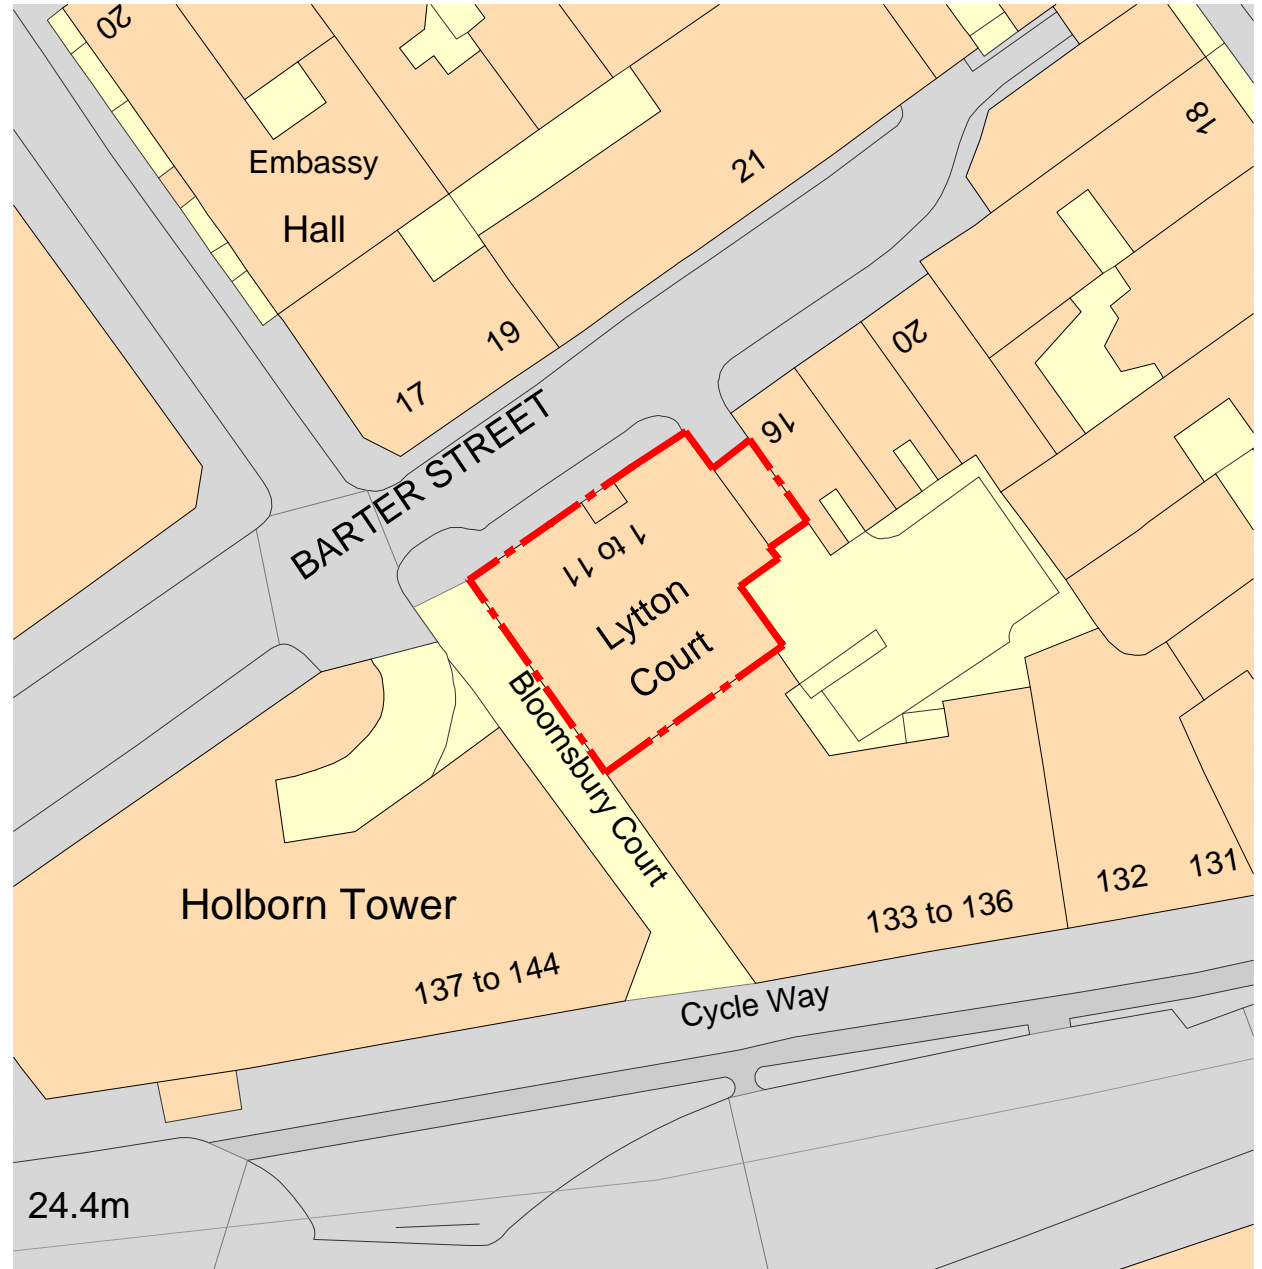 20
Embassy
Hall
21
18
19
17
20
16
BARTER STREET
1 to 11
Lytton
Court
Bloomsbury Court
Holborn Tower
137 to 144
133 to 136
132
131
Cycle Way
24.4m